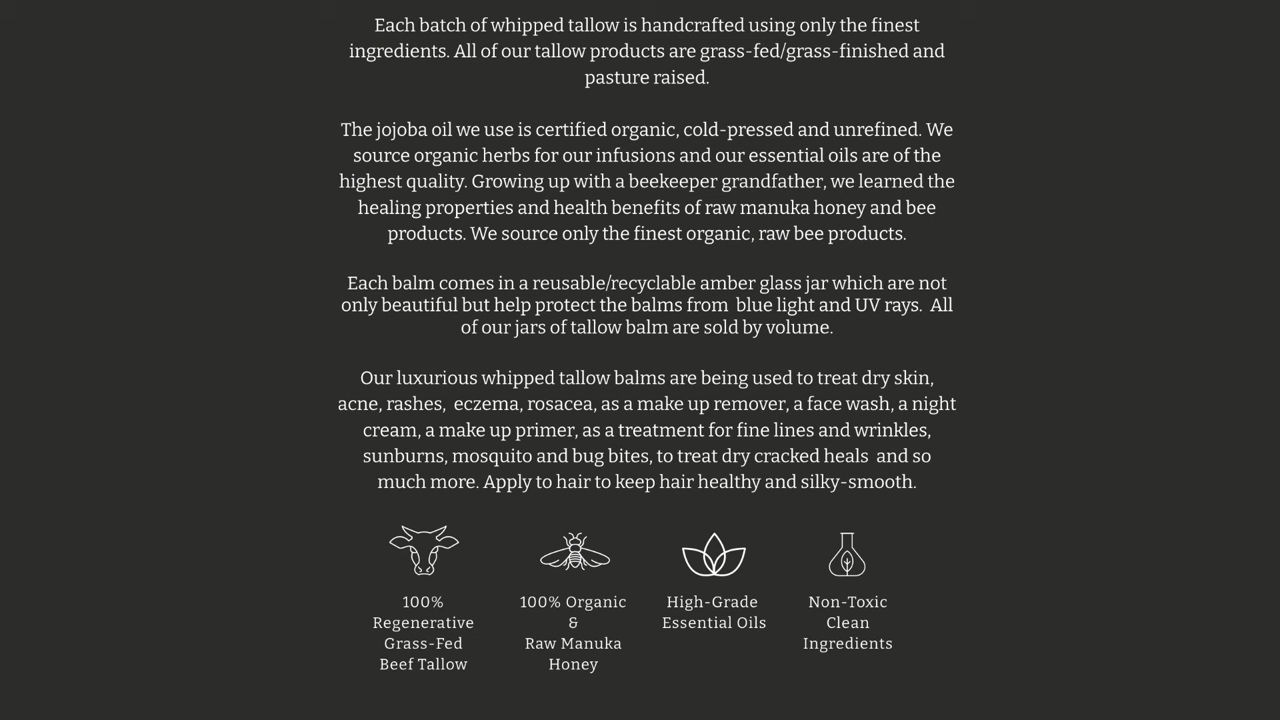 Each batch of whipped tallow is handcrafted using only the finest
ingredients. All of our tallow products are grass-fed/grass-finished and
pasture raised.
The jojoba oil we use is certified organic, cold-pressed and unrefined. We
source organic herbs for our infusions and our essential oils are of the
highest quality. Growing up with a beekeeper grandfather, we learned the
healing properties and health benefits of raw manuka honey and bee
products. We source only the finest organic, raw bee products.
Each balm comes in a reusable/recyclable amber glass jar which are not
only beautiful but help protect the balms from  blue light and UV rays.  All
of our jars of tallow balm are sold by volume.
Our luxurious whipped tallow balms are being used to treat dry skin,
acne, rashes,  eczema, rosacea, as a make up remover, a face wash, a night
cream, a make up primer, as a treatment for fine lines and wrinkles,
sunburns, mosquito and bug bites, to treat dry cracked heals  and so
much more. Apply to hair to keep hair healthy and silky-smooth.
100%
Regenerative
Grass-Fed
Beef Tallow
100% Organic
&
Raw Manuka
Honey
High-Grade
Essential Oils
Non-Toxic
Clean
Ingredients